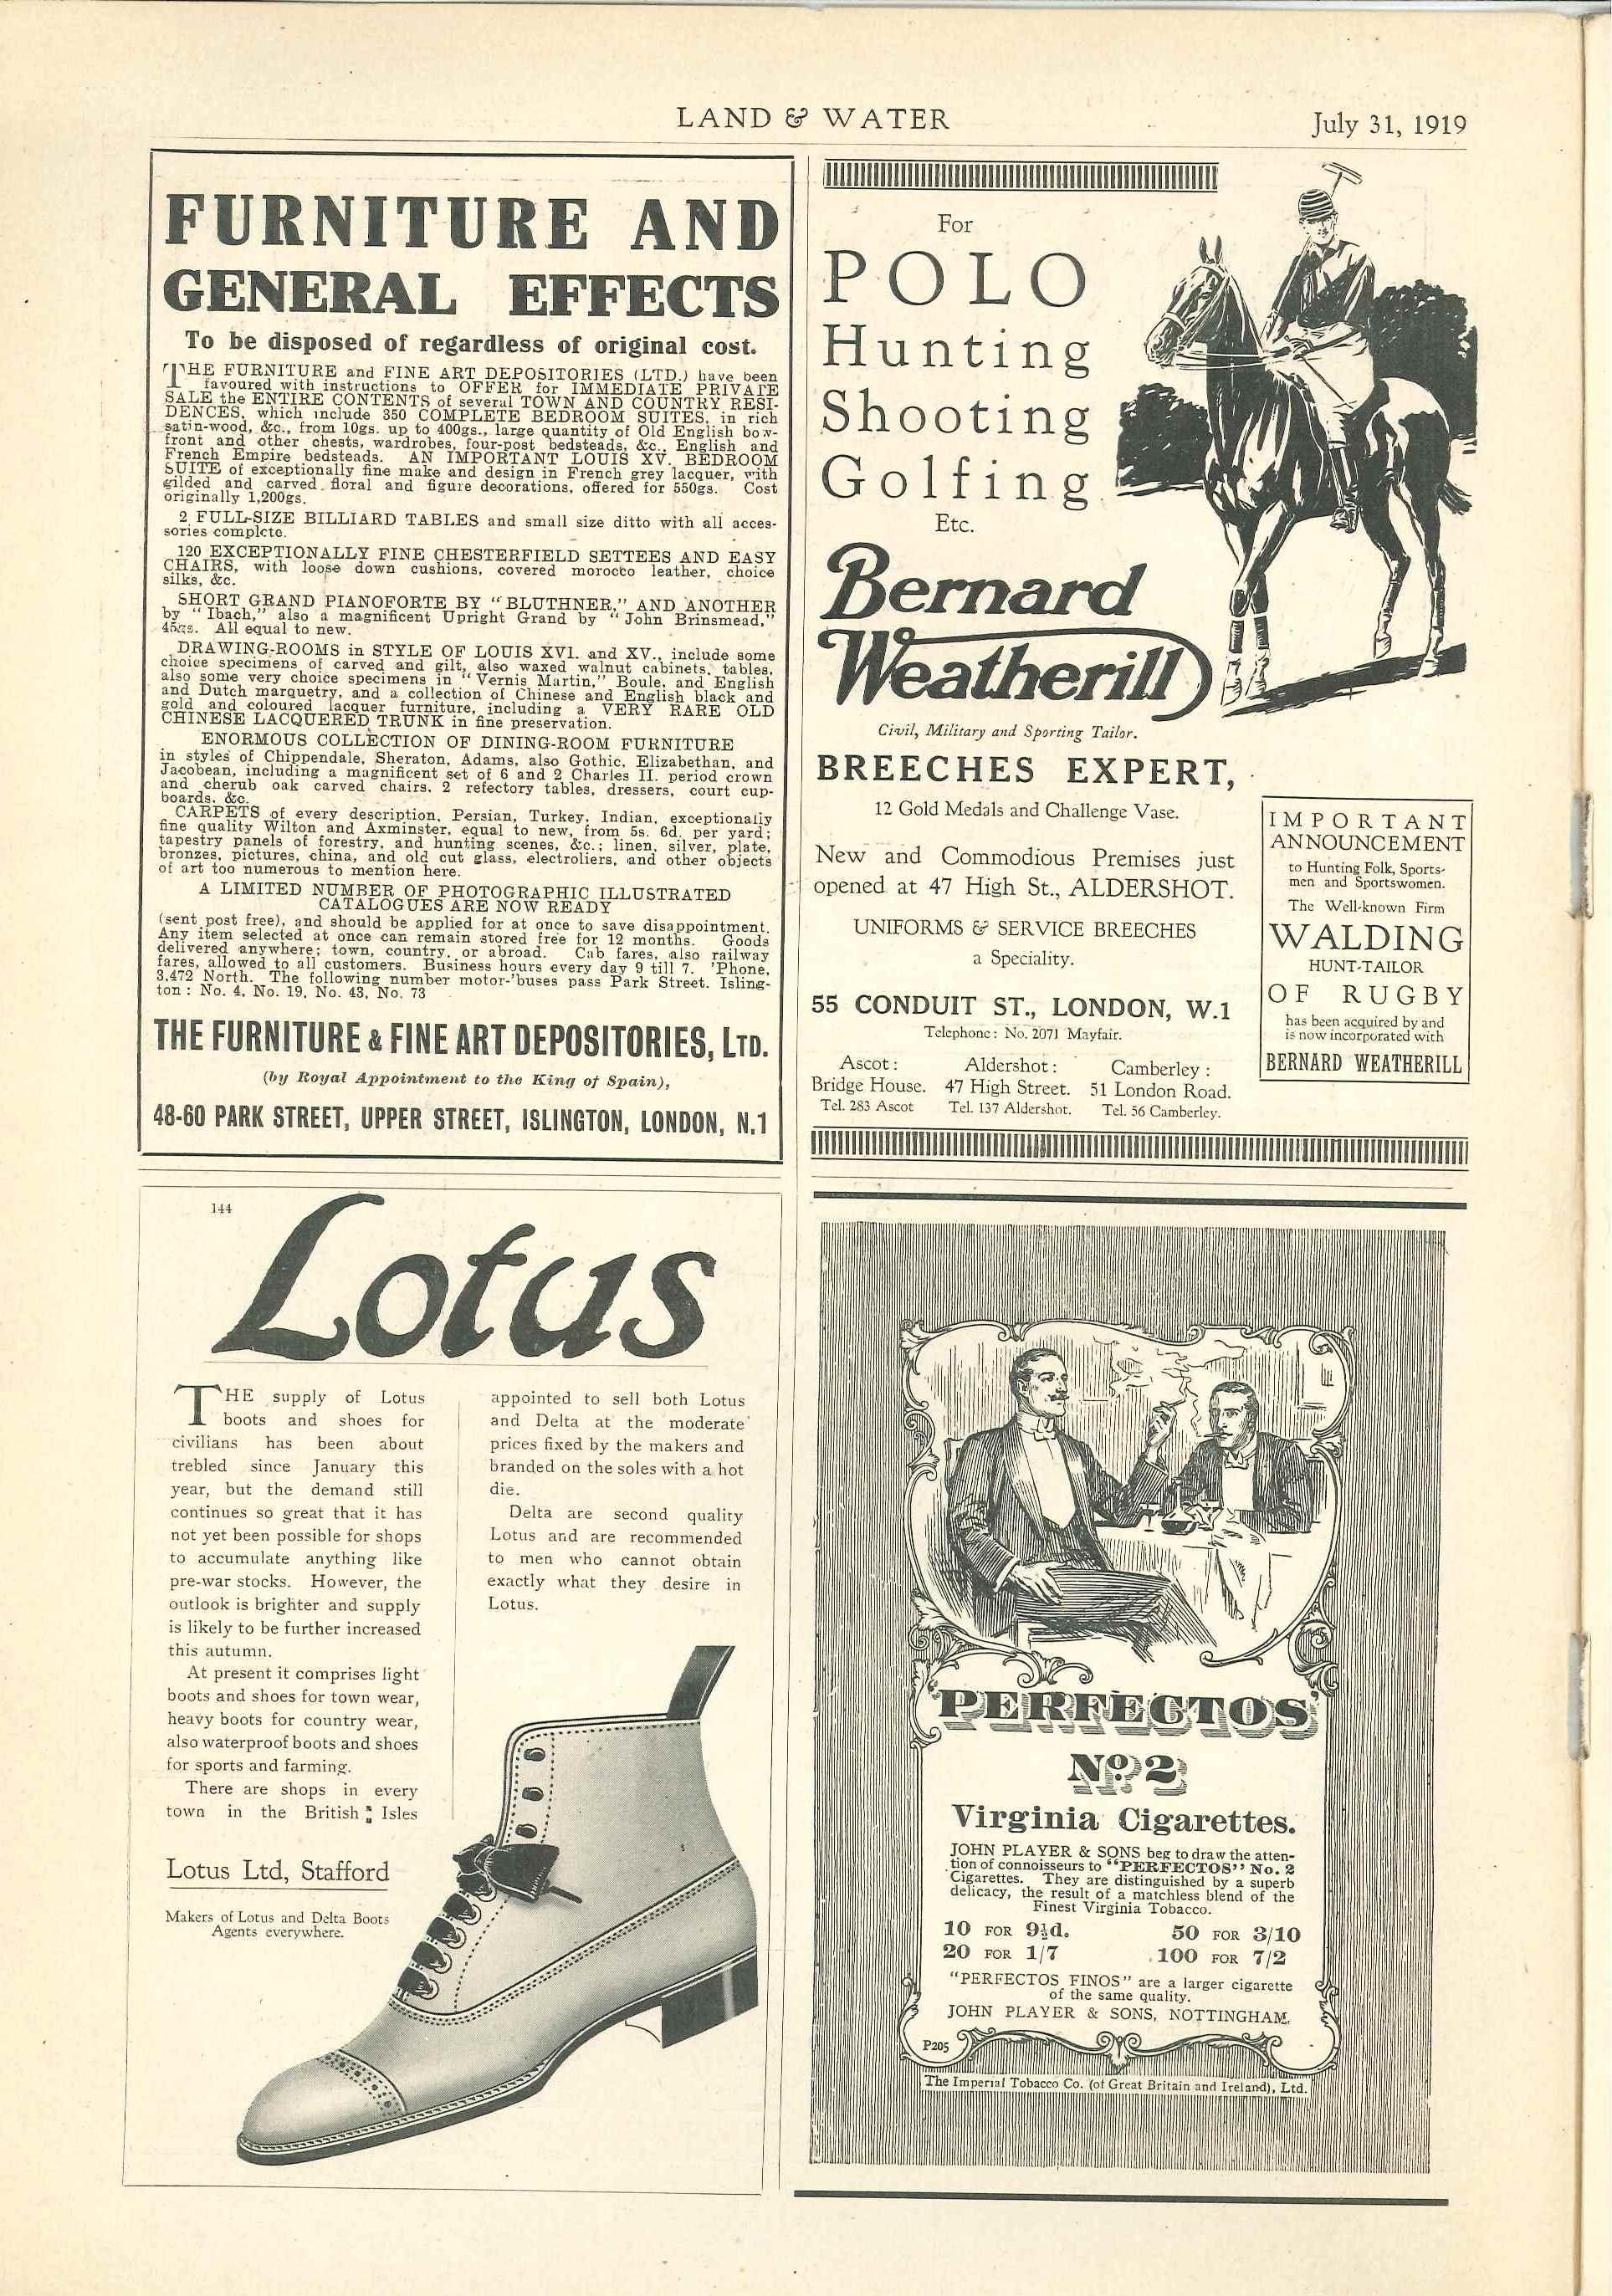 LAND & WATER
July 31, 1919
FURNITURE AND
GENERAL EFFECTS
To be disposed of regardless of original cost.
THE FURNITURE and FINE ART DEPOSITORIES (LTD.) have been
favoured with instructions to OFFER for IMMEDIATE PRIVATE
SALE the ENTIRE CONTENTS of several TOWN AND COUNTRY RESI-
DENCES, which include 350 COMPLETE BEDROOM SUITES, in rich
satin-wood, &c., from 10gs. up to 400gs., large quantity of Old English bow-
front and other chests, wardrobes, four-post bedsteads, &c., English and
French Empire bedsteads. AN IMPORTANT LOUIS XV. BEDROOM
SUITE of exceptionally fine make and design in French grey lacquer, with
gilded and carved floral and figure decorations, offered for 550gs. Cost
originally 1,200gs.
2 FULL-SIZE BILLIARD TABLES and small size ditto with all acces-
sories complete.
120 EXCEPTIONALLY FINE CHESTERFIELD SETTEES AND EASY
CHAIRS, with loose down cushions, covered morocco leather, choice
silks, &c.
SHORT GRAND PIANOFORTE BY "BLUTHNER," AND ANOTHER
by "Ibach," also a magnificent Upright Grand by "John Brinsmead,"
45gs. All equal to new.
DRAWING-ROOMS in STYLE OF LOUIS XVI. and XV., include some
choice specimens of carved and gilt, also waxed walnut cabinets, tables,
also some very choice specimens in "Vernis Martin," Boule, and English
and Dutch marquetry, and a collection of Chinese and English black and
gold and coloured lacquer furniture, including a VERY RARE OLD
CHINESE LACQUERED TRUNK in fine preservation.
ENORMOUS COLLECTION OF DINING-ROOM FURNITURE
in styles of Chippendale, Sheraton, Adams, also Gothic, Elizabethan, and
Jacobean, including a magnificent set of 6 and 2 Charles II. period crown
and cherub oak carved chairs, 2 refectory tables, dressers, court cup-
boards, &c.
CARPETS of every description, Persian, Turkey, Indian, exceptionally
fine quality Wilton and Axminster, equal to new, from 5s. 6d. per yard;
tapestry panels of forestry, and hunting scenes, &c.; linen, silver, plate,
bronzes, pictures, china, and old cut glass, electroliers, and other objects
of art too numerous to mention here.
A LIMITED NUMBER OF PHOTOGRAPHIC ILLUSTRATED
CATALOGUES ARE NOW READY
(sent post free), and should be applied for at once to save disappointment.
Any item selected at once can remain stored free for 12 months. Goods
delivered anywhere; town, country, or abroad. Cab fares, also railway
fares, allowed to all customers. Business hours every day 9 till 7. 'Phone,
3,472 North. The following number motor-'buses pass Park Street, Isling-
ton: No. 4, No. 19, No. 43, No. 73
THE FURNITURE & FINE ART DEPOSITORIES, LTD.
(by Royal Appointment to the King of Spain),
48-60 PARK STREET, UPPER STREET, ISLINGTON, LONDON, N.1
For
POLO
Hunting
Shooting
Golfing
Etc.
Bernard
Weatherill
Civil, Military and Sporting Tailor.
BREECHES EXPERT,
12 Gold Medals and Challenge Vase.
New and Commodious Premises just
opened at 47 High St., ALDERSHOT.
UNIFORMS & SERVICE BREECHES
a Speciality.
55 CONDUIT ST., LONDON, W.1
Telephone: No. 2071 Mayfair.
Ascot: Aldershot: Camberley:
Bridge House. 47 High Street. 51 London Road.
Tel. 283 Ascot Tel. 137 Aldershot. Tel. 56 Camberley.
IMPORTANT
ANNOUNCEMENT
to Hunting Folk, Sports-
men and Sportswomen.
The Well-known Firm
WALDING
HUNT-TAILOR
OF RUGBY
has been acquired by and
is now incorporated with
BERNARD WEATHERILL
144
Lotus
THE supply of Lotus
boots and shoes for
civilians has been about
trebled since January this
year, but the demand still
continues so great that it has
not yet been possible for shops
to accumulate anything like
pre-war stocks. However, the
outlook is brighter and supply
is likely to be further increased
this autumn.
At present it comprises light
boots and shoes for town wear,
heavy boots for country wear,
also waterproof boots and shoes
for sports and farming.
There are shops in every
town in the British Isles
appointed to sell both Lotus
and Delta at the moderate
prices fixed by the makers and
branded on the soles with a hot
die.
Delta are second quality
Lotus and are recommended
to men who cannot obtain
exactly what they desire in
Lotus.
Lotus Ltd, Stafford
Makers of Lotus and Delta Boots
Agents everywhere.
'PERFECTOS'
No. 2
Virginia Cigarettes.
JOHN PLAYER & SONS beg to draw the atten-
tion of connoisseurs to "PERFECTOS" No. 2
Cigarettes. They are distinguished by a superb
delicacy, the result of a matchless blend of the
Finest Virginia Tobacco.
10 FOR 9½d. 50 FOR 3/10
20 FOR 1/7 100 FOR 7/2
"PERFECTOS FINOS" are a larger cigarette
of the same quality.
JOHN PLAYER & SONS, NOTTINGHAM.
P205
The Imperial Tobacco Co. (of Great Britain and Ireland), Ltd.